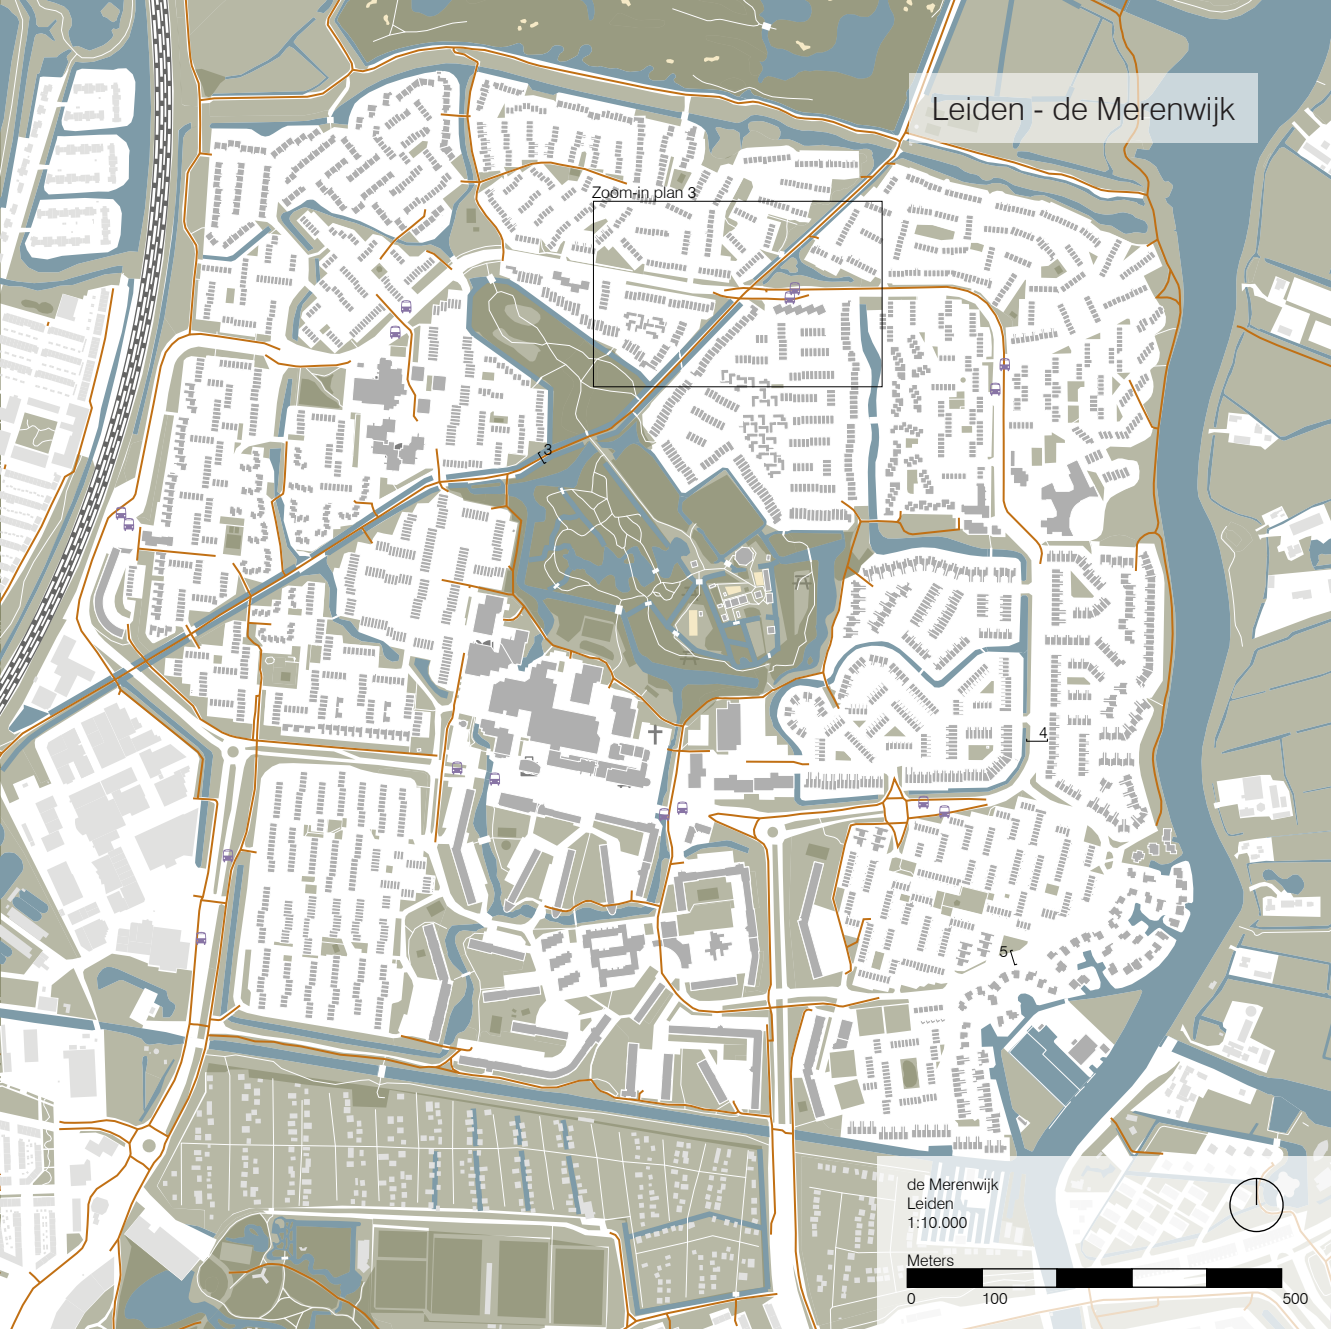 Leiden - de Merenwijk
Zoom-in plan 3
3
4
5
de Merenwijk
Leiden
1:10.000
Meters
0 100 500